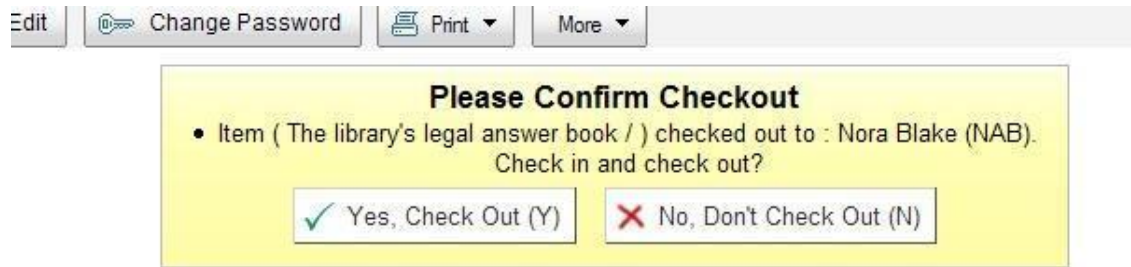 Edit Change Password Print More
Please Confirm Checkout
• Item ( The library's legal answer book / ) checked out to : Nora Blake (NAB).
Check in and check out?
Yes, Check Out (Y) No, Don't Check Out (N)